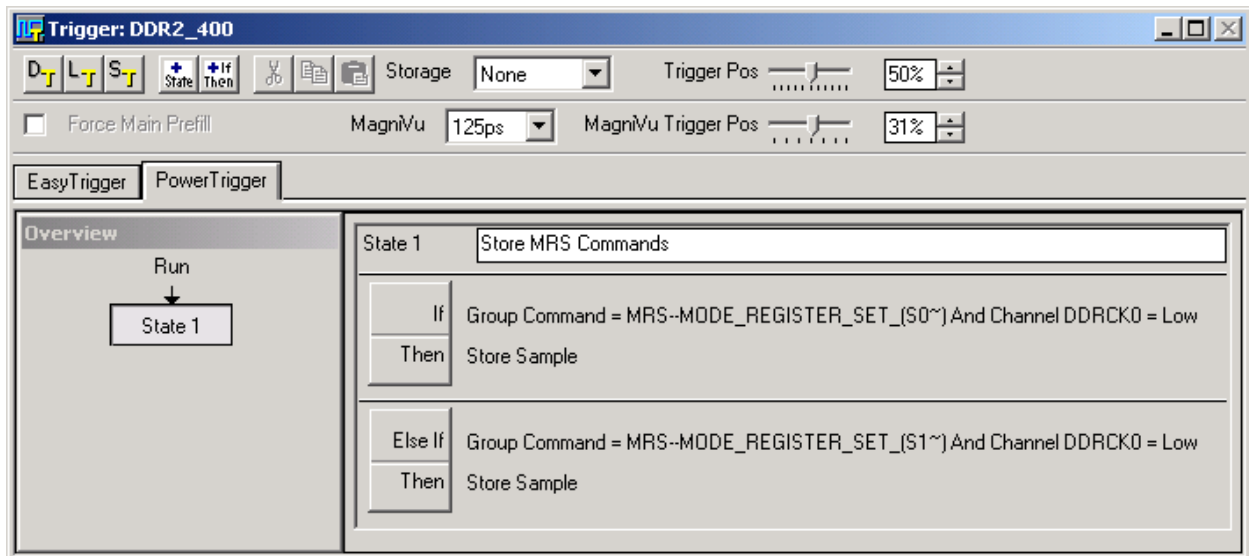 Trigger: DDR2_400
D-T L-T S-T +State +If Then Storage None Trigger Pos 50%
Force Main Prefill MagniVu 125ps MagniVu Trigger Pos 31%
EasyTrigger PowerTrigger
Overview
Run
State 1
State 1 Store MRS Commands
If Group Command = MRS--MODE_REGISTER_SET_(S0~) And Channel DDRCK0 = Low
Then Store Sample
Else If Group Command = MRS--MODE_REGISTER_SET_(S1~) And Channel DDRCK0 = Low
Then Store Sample